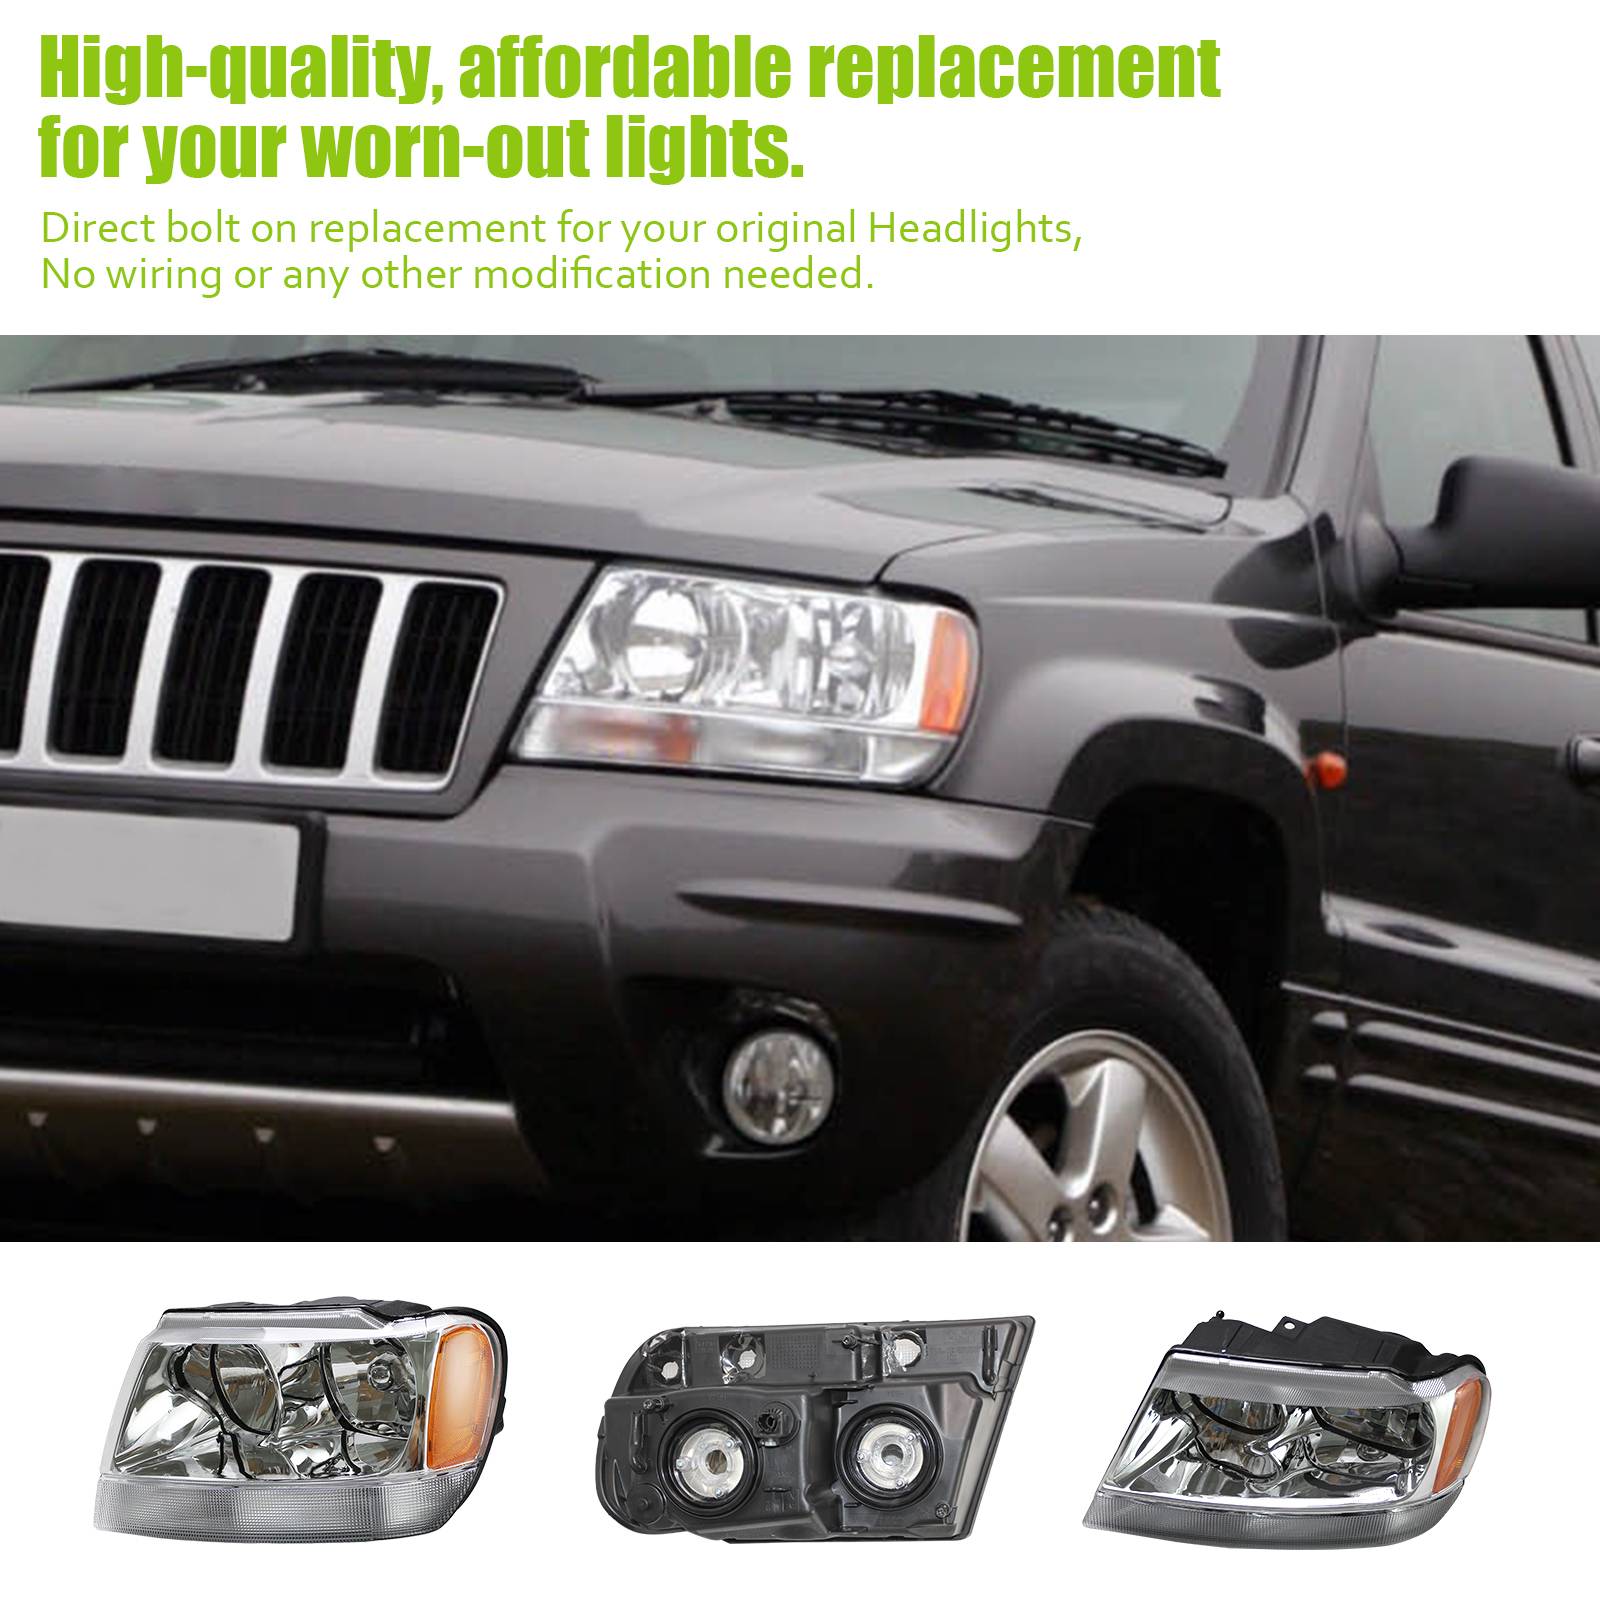 High-quality, affordable replacement
for your worn-out lights.
Direct bolt on replacement for your original Headlights,
No wiring or any other modification needed.